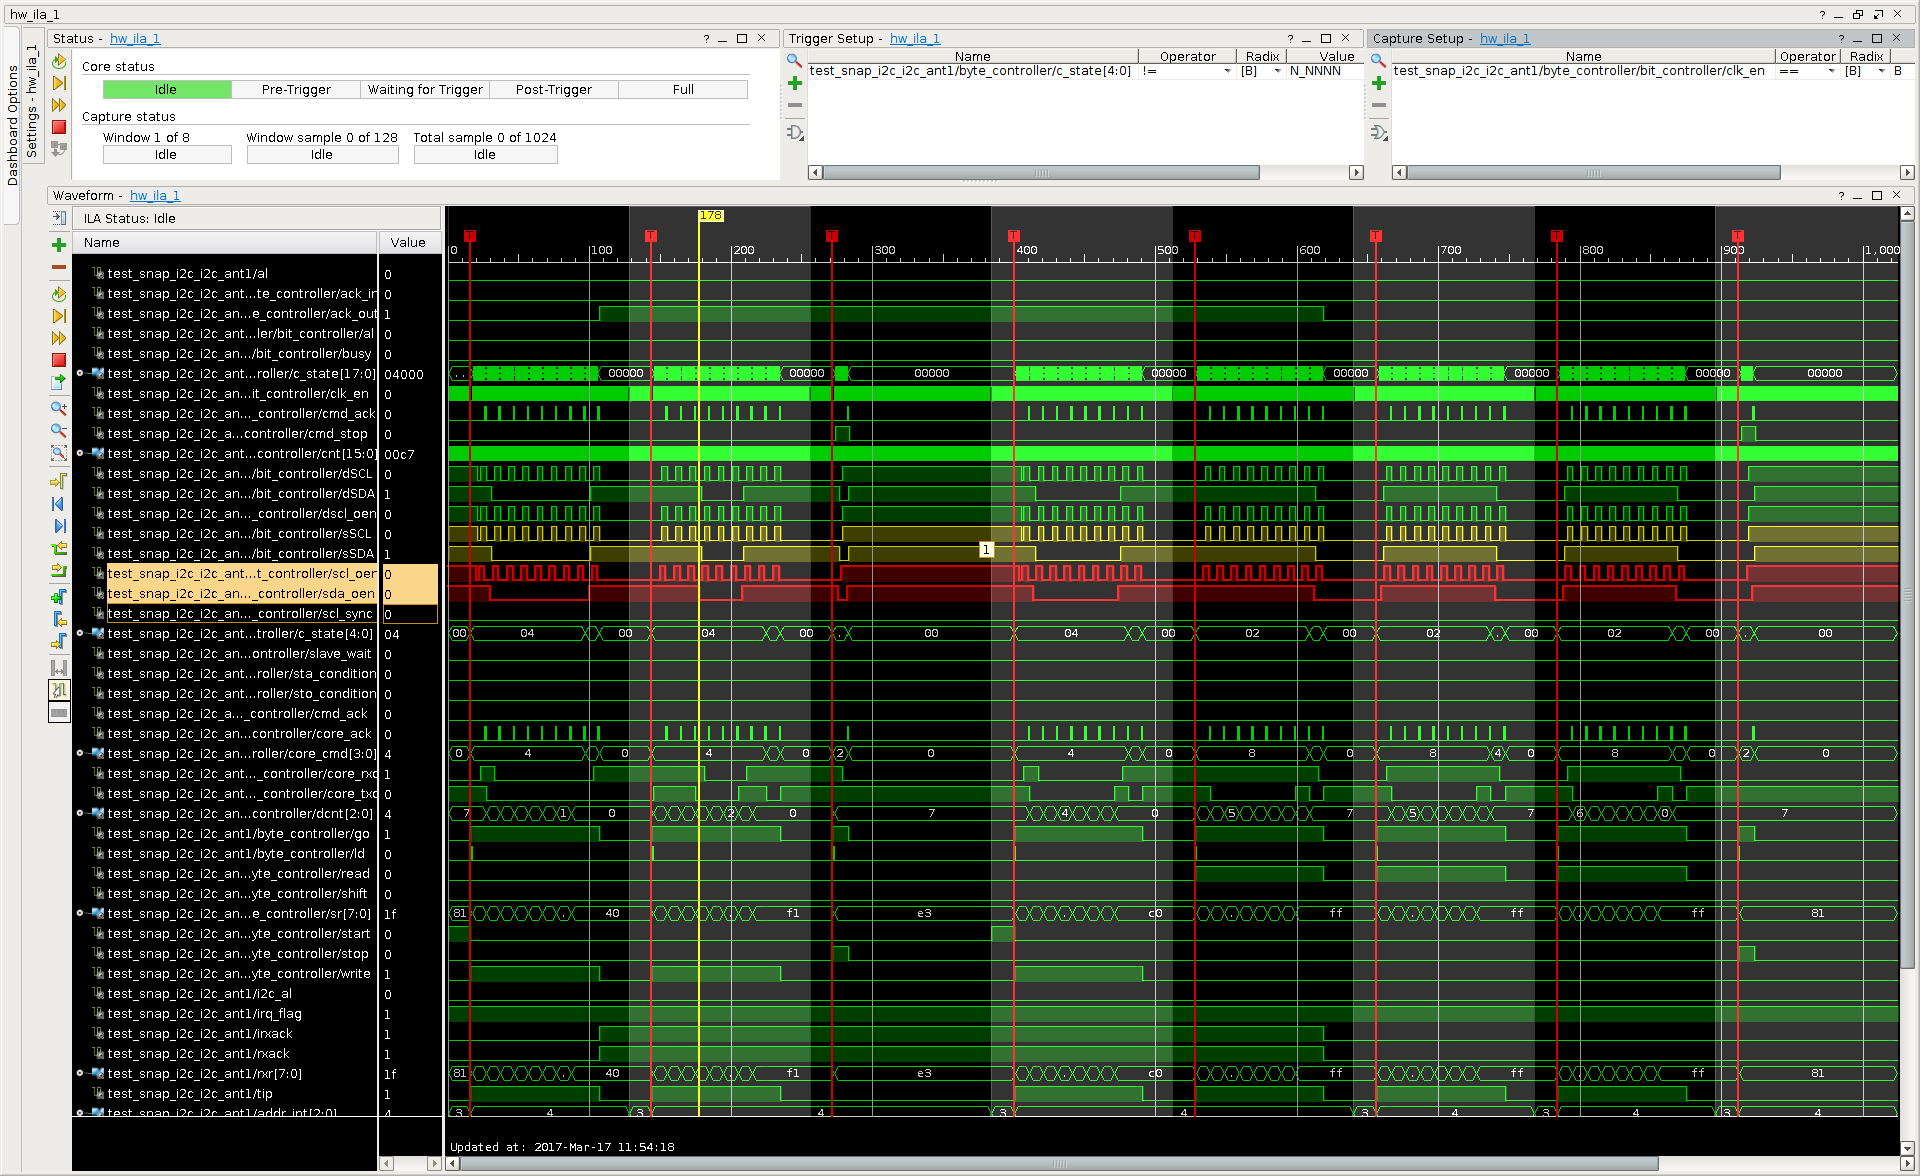 hw_ila_1
Dashboard Options
Settings - hw_ila_1
Status - hw_ila_1
Core status
Idle Pre-Trigger Waiting for Trigger Post-Trigger Full
Capture status
Window 1 of 8 Window sample 0 of 128 Total sample 0 of 1024
Idle Idle Idle
Trigger Setup - hw_ila_1
Name Operator Radix Value
test_snap_i2c_i2c_ant1/byte_controller/c_state[4:0] != [B] N_NNNN
Capture Setup - hw_ila_1
Name Operator Radix
test_snap_i2c_i2c_ant1/byte_controller/bit_controller/clk_en == [B] B
Waveform - hw_ila_1
ILA Status: Idle
Name Value
178
0 100 200 300 400 500 600 700 800 900 1,000
T T T T T T T T
test_snap_i2c_i2c_ant1/al 0
test_snap_i2c_i2c_ant...te_controller/ack_in 0
test_snap_i2c_i2c_an...e_controller/ack_out 1
test_snap_i2c_i2c_ant...ler/bit_controller/al 0
test_snap_i2c_i2c_an.../bit_controller/busy 0
test_snap_i2c_i2c_ant...roller/c_state[17:0] 04000 00000 00000 00000 00000 00000 00000 00000 00000
test_snap_i2c_i2c_an...it_controller/clk_en 0
test_snap_i2c_i2c_an..._controller/cmd_ack 0
test_snap_i2c_i2c_a...controller/cmd_stop 0
test_snap_i2c_i2c_ant...controller/cnt[15:0] 00c7
test_snap_i2c_i2c_an.../bit_controller/dSCL 0
test_snap_i2c_i2c_an.../bit_controller/dSDA 1
test_snap_i2c_i2c_an..._controller/dscl_oen 0
test_snap_i2c_i2c_an.../bit_controller/sSCL 0
test_snap_i2c_i2c_an.../bit_controller/sSDA 1 1
test_snap_i2c_i2c_ant...t_controller/scl_oen 0
test_snap_i2c_i2c_ant..._controller/sda_oen 0
test_snap_i2c_i2c_an..._controller/scl_sync 0
test_snap_i2c_i2c_ant...troller/c_state[4:0] 04 00 04 00 04 00 . 00 04 00 02 00 02 . 00 02 00 . 00
test_snap_i2c_i2c_ant...ontroller/slave_wait 0
test_snap_i2c_i2c_ant...roller/sta_condition 0
test_snap_i2c_i2c_ant...roller/sto_condition 0
test_snap_i2c_i2c_a..._controller/cmd_ack 0
test_snap_i2c_i2c_an...controller/core_ack 0
test_snap_i2c_i2c_an...roller/core_cmd[3:0] 4 0 4 0 4 0 2 0 4 0 8 0 8 4 0 8 0 2 0
test_snap_i2c_i2c_ant..._controller/core_rxd 1
test_snap_i2c_i2c_ant..._controller/core_txd 0
test_snap_i2c_i2c_ant...controller/dcnt[2:0] 4 7 1 0 2 0 7 4 0 5 7 5 7 6 0 7
test_snap_i2c_i2c_ant1/byte_controller/go 1
test_snap_i2c_i2c_ant1/byte_controller/ld 0
test_snap_i2c_i2c_an...yte_controller/read 0
test_snap_i2c_i2c_an...yte_controller/shift 0
test_snap_i2c_i2c_an...e_controller/sr[7:0] 1f 81 40 f1 e3 c0 ff ff ff 81
test_snap_i2c_i2c_an...yte_controller/start 0
test_snap_i2c_i2c_an...yte_controller/stop 0
test_snap_i2c_i2c_an...yte_controller/write 1
test_snap_i2c_i2c_ant1/i2c_al 0
test_snap_i2c_i2c_ant1/irq_flag 1
test_snap_i2c_i2c_ant1/irxack 1
test_snap_i2c_i2c_ant1/rxack 1
test_snap_i2c_i2c_ant1/rxr[7:0] 1f 81 40 f1 e3 c0 ff ff ff 81
test_snap_i2c_i2c_ant1/tip 1
test_snap_i2c_i2c_ant1/addr_int[2:0] 4 3 4 3 4 3 4 3 4 3 4 3 4
Updated at: 2017-Mar-17 11:54:18